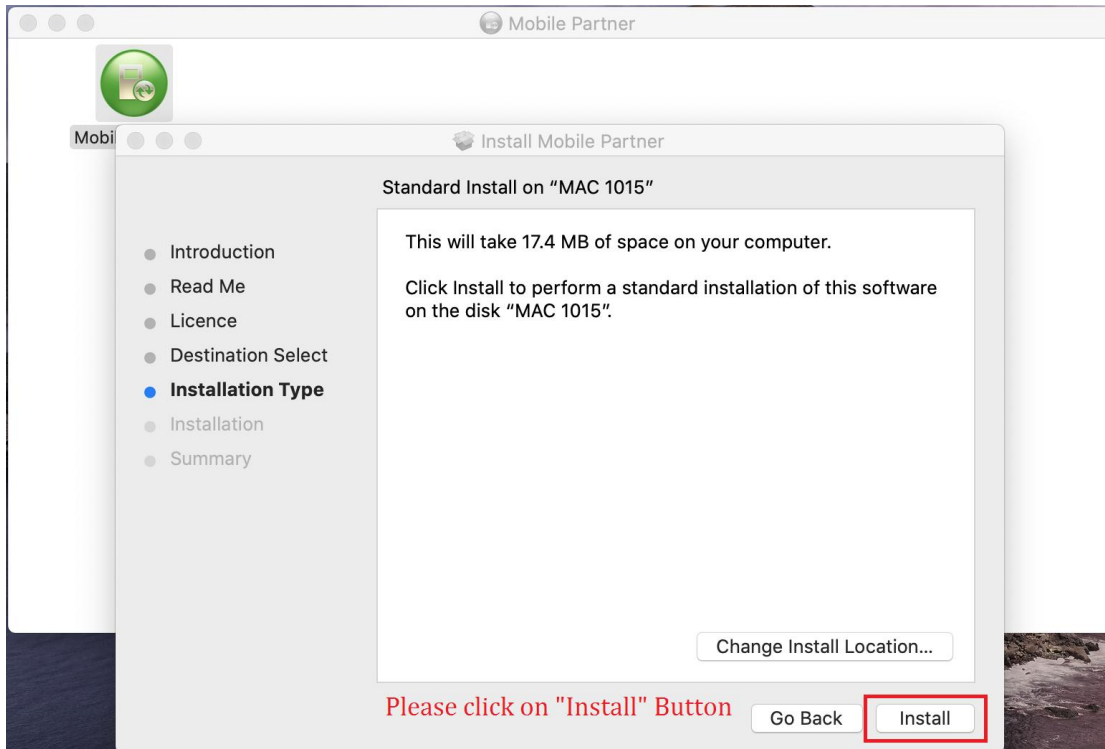 Mobile Partner
Mobi
Install Mobile Partner
Standard Install on “MAC 1015”
Introduction
Read Me
Licence
Destination Select
Installation Type
Installation
Summary
This will take 17.4 MB of space on your computer.
Click Install to perform a standard installation of this software
on the disk “MAC 1015”.
Change Install Location...
Please click on "Install" Button
Go Back
Install